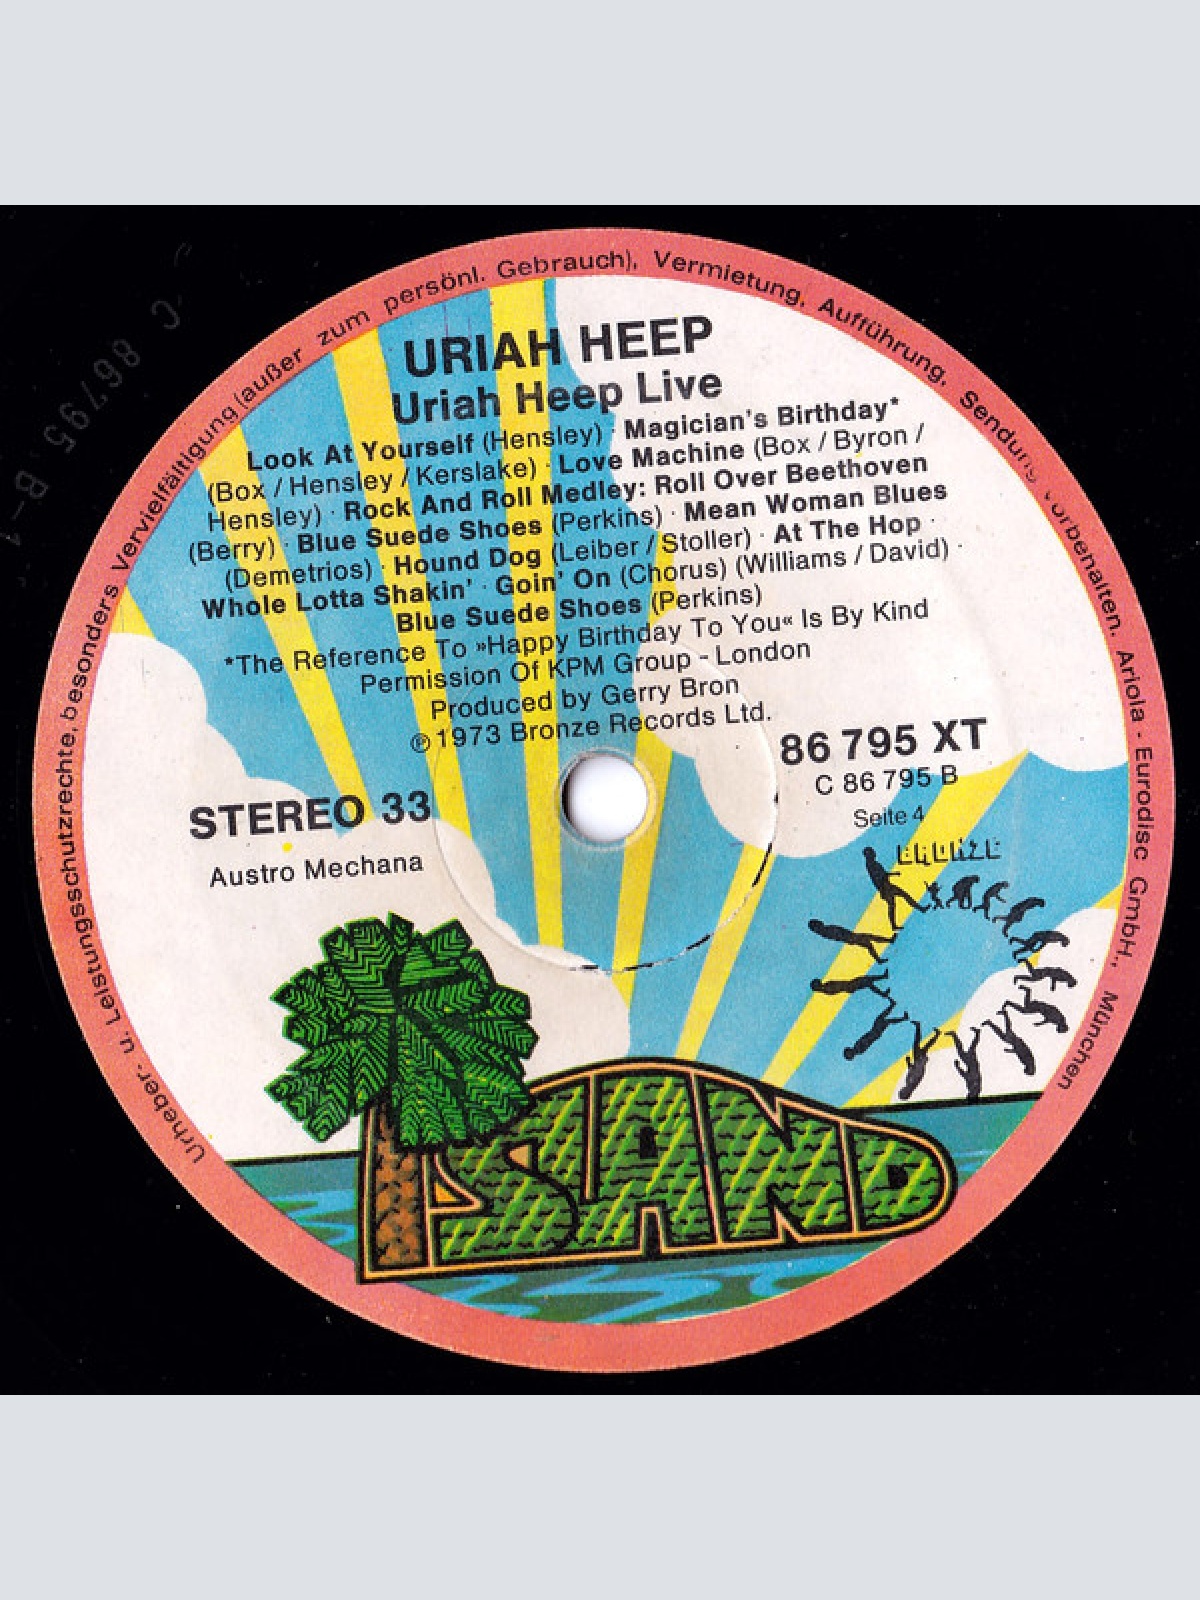 URIAH HEEP
Uriah Heep Live
Look At Yourself (Hensley) · Magician's Birthday*
(Box / Hensley / Kerslake) · Love Machine (Box / Byron /
Hensley) · Rock And Roll Medley: Roll Over Beethoven
(Berry) · Blue Suede Shoes (Perkins) · Mean Woman Blues
(Demetrios) · Hound Dog (Leiber / Stoller) · At The Hop ·
Whole Lotta Shakin' · Goin' On (Chorus) (Williams / David) ·
Blue Suede Shoes (Perkins)
*The Reference To »Happy Birthday To You« Is By Kind
Permission Of KPM Group - London
Produced by Gerry Bron
℗ 1973 Bronze Records Ltd.
86 795 XT
C 86 795 B
Seite 4
STEREO 33
Austro Mechana
BRONZE
ISLAND
Urheber- u. Leistungsschutzrechte, besonders Vervielfältigung (außer zum persönl. Gebrauch), Vermietung, Aufführung, Sendung vorbehalten. Ariola - Eurodisc GmbH., München
C 86795 B